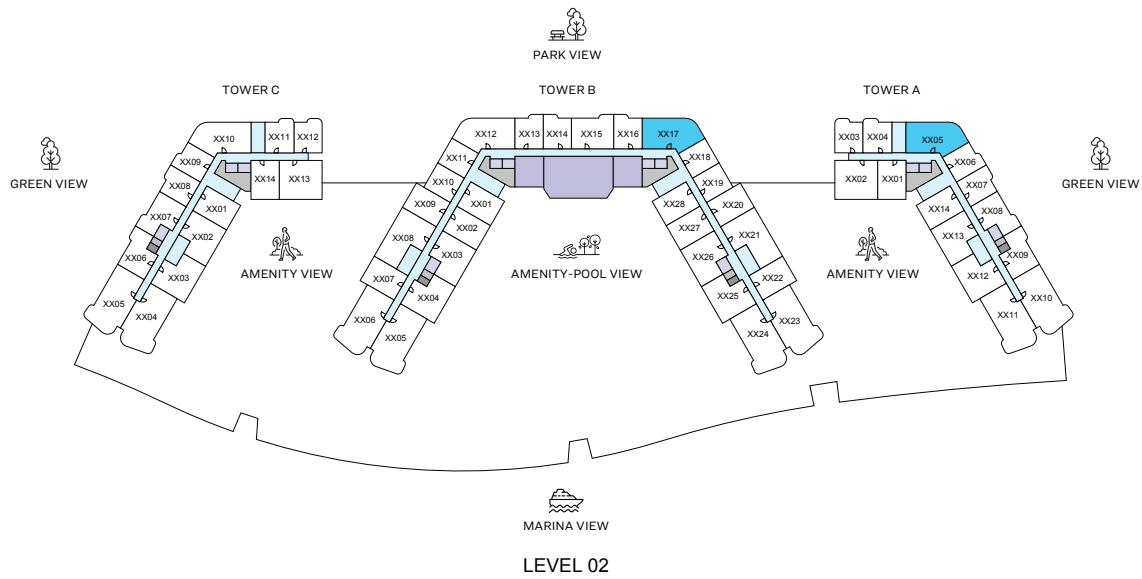 PARK VIEW
TOWER C
TOWER B
TOWER A
GREEN VIEW
GREEN VIEW
XX10
XX11
XX12
XX09
XX08
XX07
XX06
XX05
XX04
XX03
XX02
XX01
XX14
XX13
AMENITY VIEW
XX12
XX13
XX14
XX15
XX16
XX17
XX11
XX10
XX09
XX08
XX07
XX06
XX05
XX04
XX03
XX02
XX01
XX18
XX19
XX20
XX21
XX22
XX23
XX24
XX25
XX26
XX27
XX28
AMENITY-POOL VIEW
AMENITY VIEW
XX03
XX04
XX05
XX02
XX01
XX06
XX07
XX08
XX09
XX10
XX11
XX12
XX13
XX14
MARINA VIEW
LEVEL 02